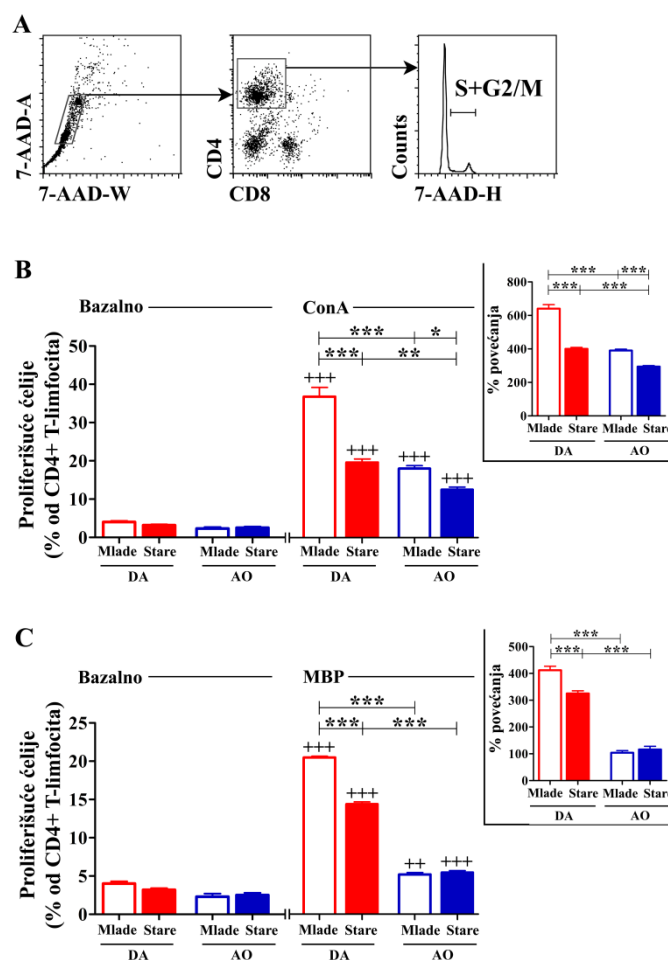 A
7-AAD-A
7-AAD-W
CD4
CD8
Counts
S+G2/M
7-AAD-H
B
Bazalno
ConA
Proliferišuće ćelije
(% od CD4+ T-limfocita)
50
40
30
20
10
0
*** *
*** **
+++
+++
+++
+++
Mlade Stare Mlade Stare Mlade Stare Mlade Stare
DA AO DA AO
% povećanja
800
600
400
200
0
*** ***
*** ***
Mlade Stare Mlade Stare
DA AO
C
Bazalno
MBP
Proliferišuće ćelije
(% od CD4+ T-limfocita)
25
20
15
10
5
0
***
*** ***
+++
+++
++ +++
Mlade Stare Mlade Stare Mlade Stare Mlade Stare
DA AO DA AO
% povećanja
400
300
200
100
0
***
*** ***
Mlade Stare Mlade Stare
DA AO